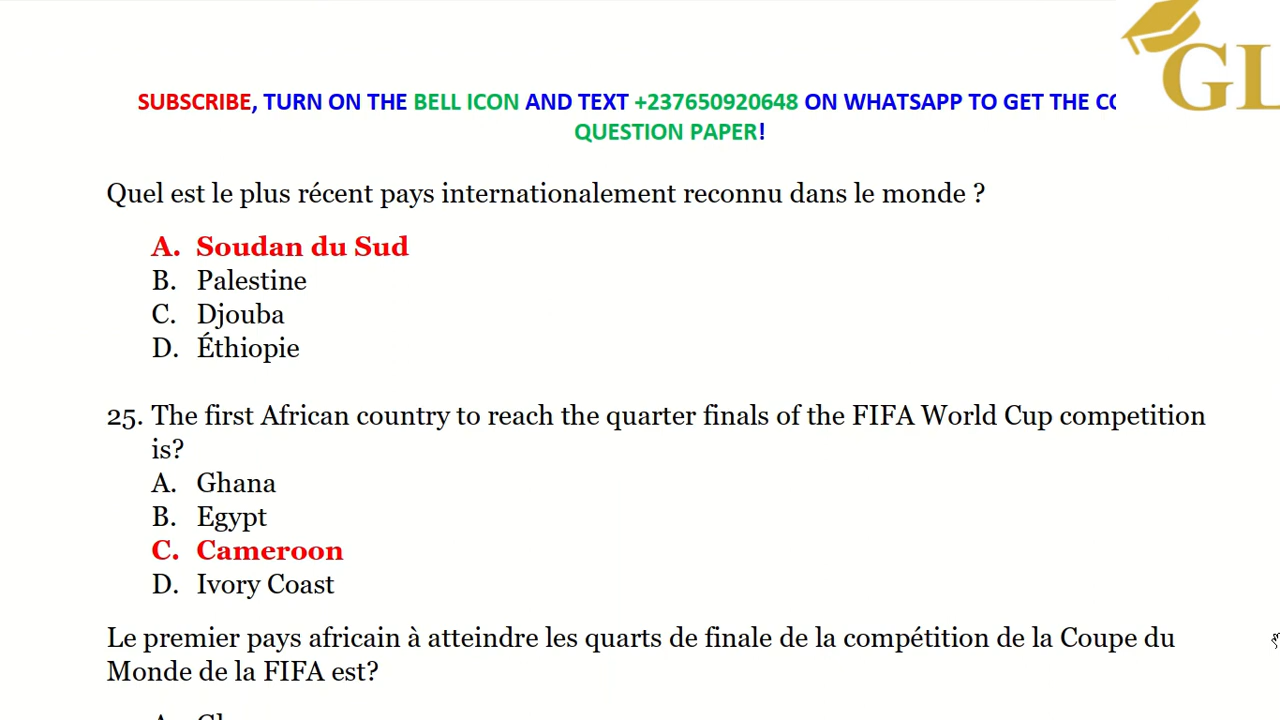 GL
SUBSCRIBE, TURN ON THE BELL ICON AND TEXT +237650920648 ON WHATSAPP TO GET THE
QUESTION PAPER!
Quel est le plus récent pays internationalement reconnu dans le monde ?
A. Soudan du Sud
B. Palestine
C. Djouba
D. Éthiopie
25. The first African country to reach the quarter finals of the FIFA World Cup competition
is?
A. Ghana
B. Egypt
C. Cameroon
D. Ivory Coast
Le premier pays africain à atteindre les quarts de finale de la compétition de la Coupe du
Monde de la FIFA est?